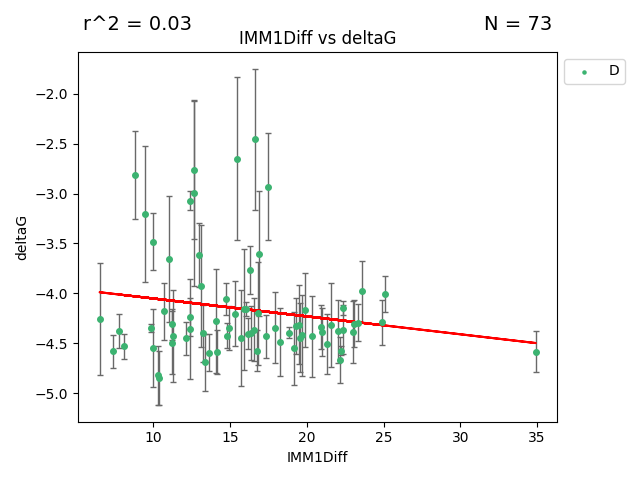 r^2 = 0.03
N = 73
IMM1Diff vs deltaG
D
−2.0
−2.5
−3.0
−3.5
−4.0
−4.5
−5.0
deltaG
10 15 20 25 30 35
IMM1Diff